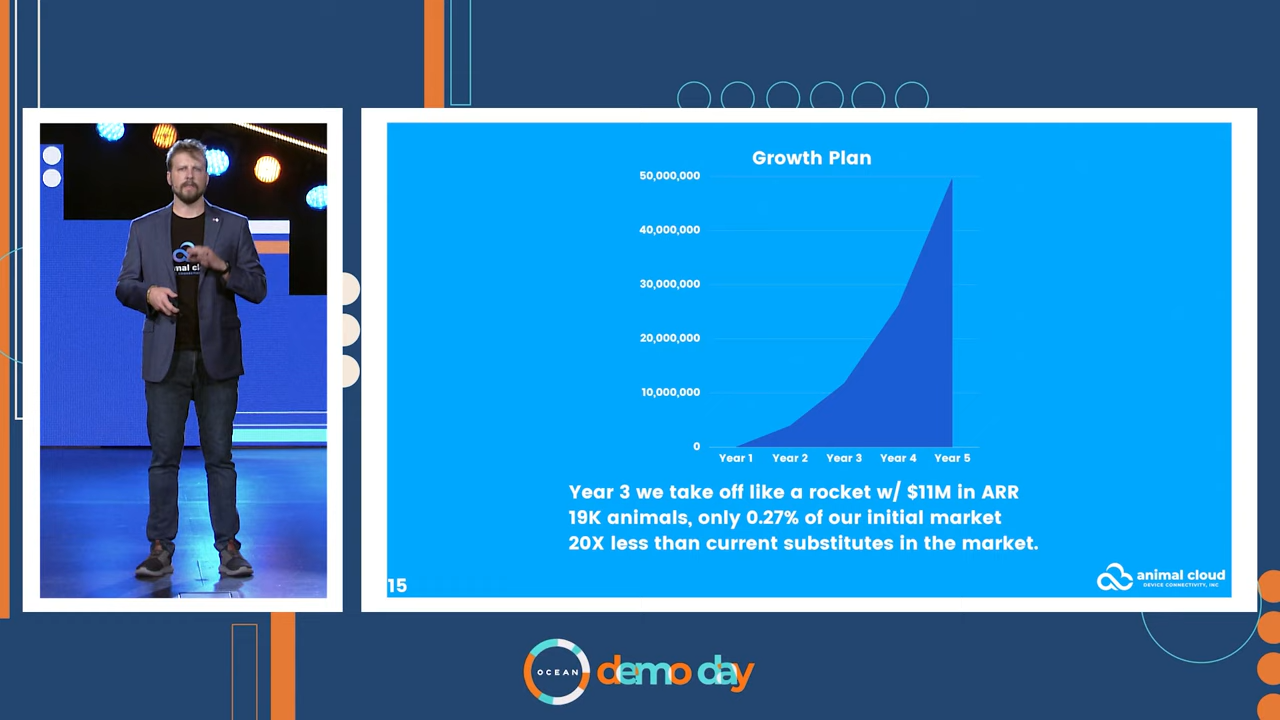 Growth Plan
50,000,000
40,000,000
30,000,000
20,000,000
10,000,000
0
Year 1 Year 2 Year 3 Year 4 Year 5
Year 3 we take off like a rocket w/ $11M in ARR
19K animals, only 0.27% of our initial market
20X less than current substitutes in the market.
15
animal cloud
DEVICE CONNECTIVITY, INC
OCEAN
demo day